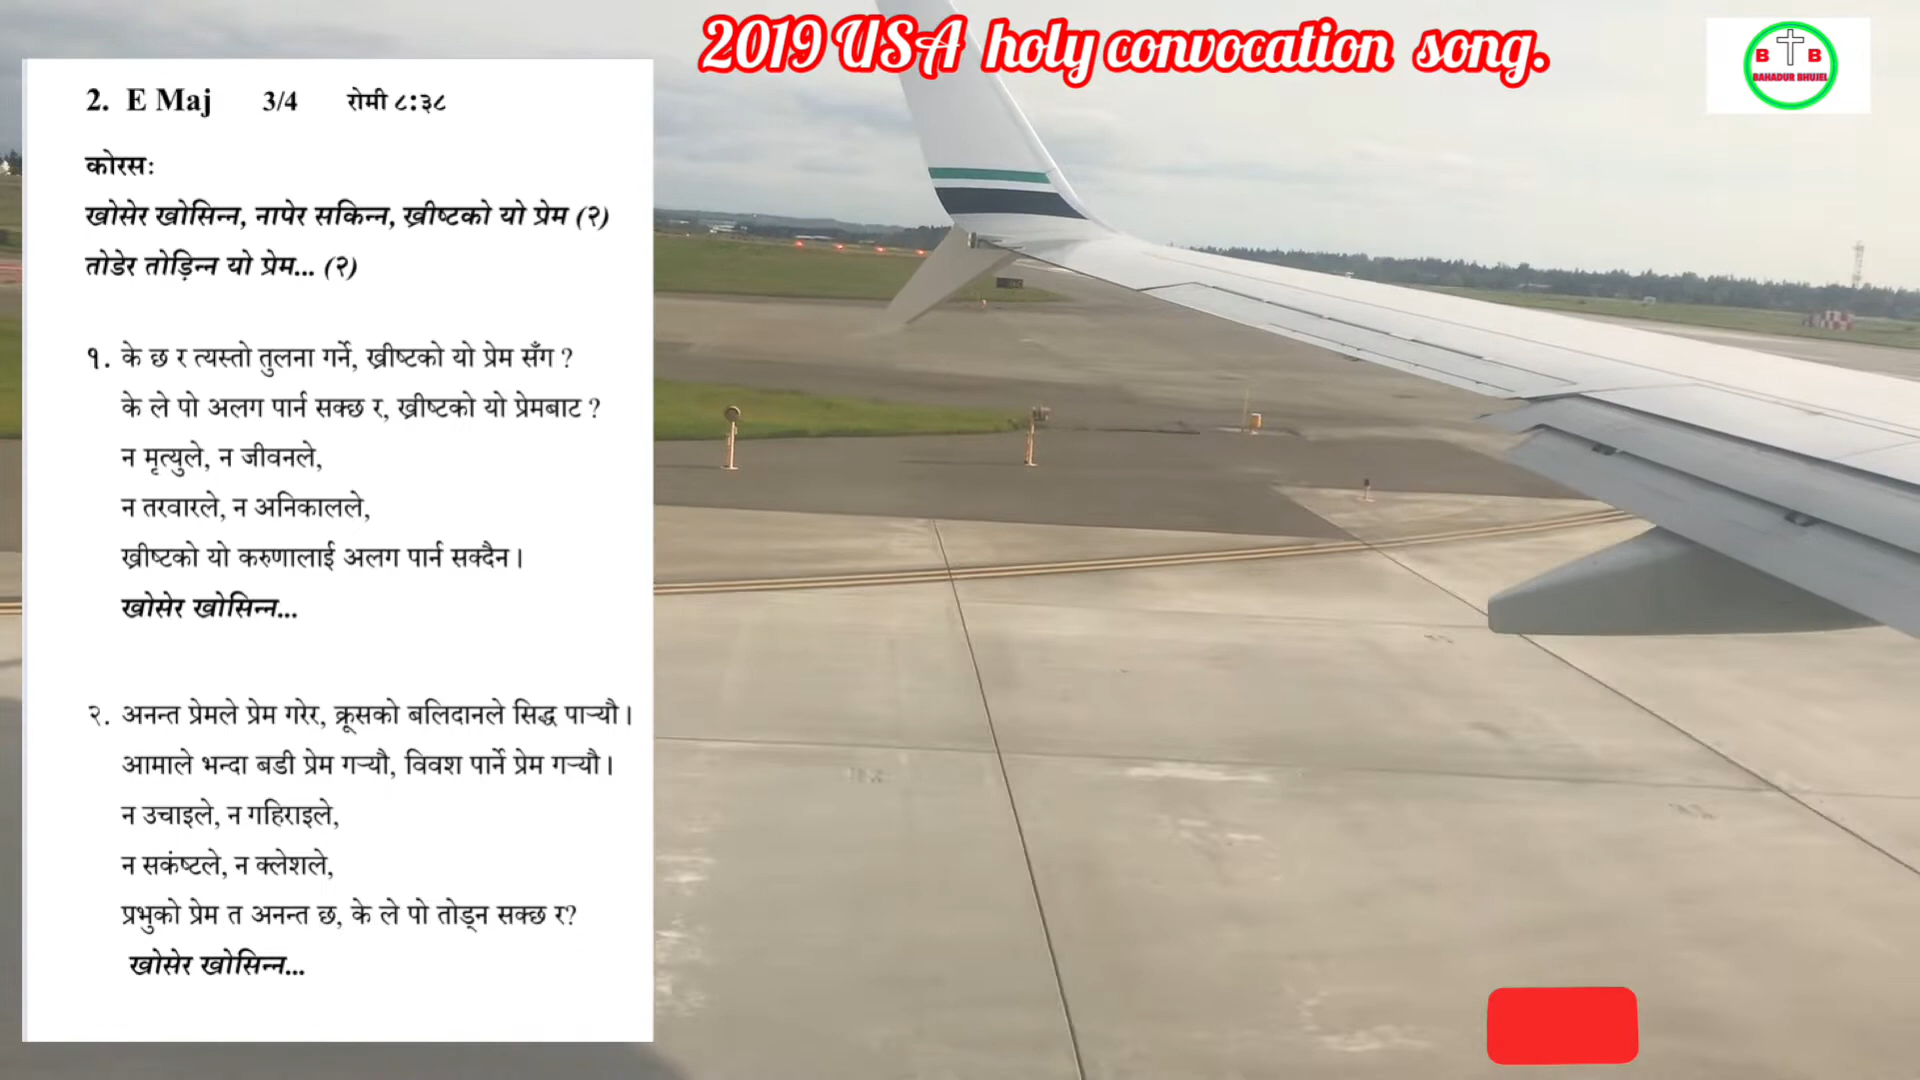 2019 USA holy convocation song.
B B
BAHADUR BHUJEL
2. E Maj 3/4 रोमी ८:३८
कोरस:
खोसेर खोसिन्न, नापेर सकिन्न, ख्रीष्टको यो प्रेम (२)
तोडेर तोड़िन्न यो प्रेम... (२)
१. के छ र त्यस्तो तुलना गर्ने, ख्रीष्टको यो प्रेम सँग ?
के ले पो अलग पार्न सक्छ र, ख्रीष्टको यो प्रेमबाट ?
न मृत्युले, न जीवनले,
न तरवारले, न अनिकालले,
ख्रीष्टको यो करुणालाई अलग पार्न सक्दैन ।
खोसेर खोसिन्न...
२. अनन्त प्रेमले प्रेम गरेर, क्रूसको बलिदानले सिद्ध पार्‍यौ ।
आमाले भन्दा बडी प्रेम गर्‍यौ, विवश पार्ने प्रेम गर्‍यौ ।
न उचाइले, न गहिराइले,
न सकंष्टले, न क्लेशले,
प्रभुको प्रेम त अनन्त छ, के ले पो तोड्न सक्छ र?
खोसेर खोसिन्न...